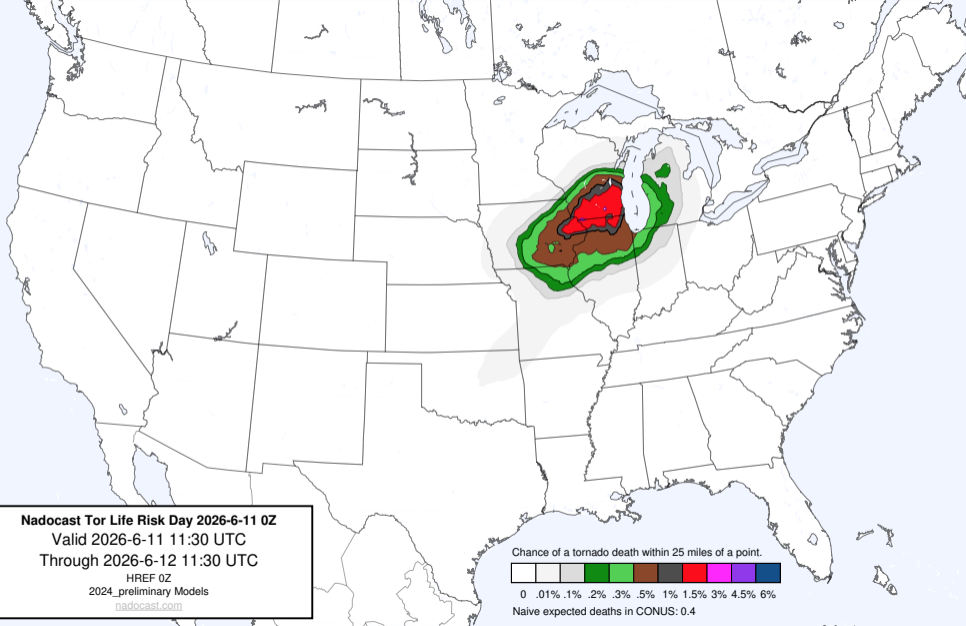 Nadocast Tor Life Risk Day 2026-6-11 0Z
Valid 2026-6-11 11:30 UTC
Through 2026-6-12 11:30 UTC
HREF 0Z
2024_preliminary Models
nadocast.com
Chance of a tornado death within 25 miles of a point.
0 .01% .1% .2% .3% .5% 1% 1.5% 3% 4.5% 6%
Naive expected deaths in CONUS: 0.4